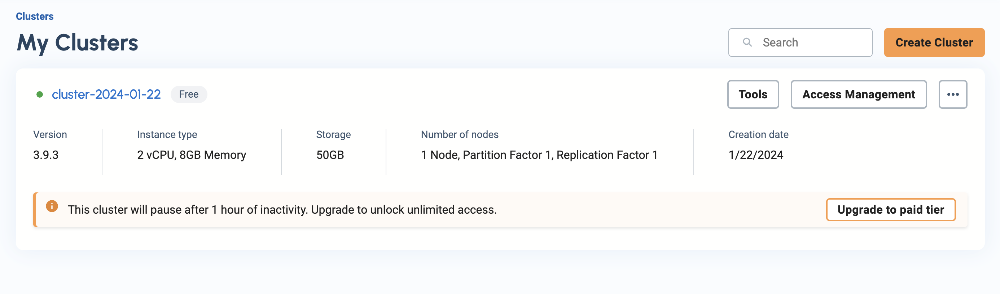 Clusters
My Clusters
Search
Create Cluster
cluster-2024-01-22
Free
Tools
Access Management
Version
Instance type
Storage
Number of nodes
Creation date
3.9.3
2 vCPU, 8GB Memory
50GB
1 Node, Partition Factor 1, Replication Factor 1
1/22/2024
This cluster will pause after 1 hour of inactivity. Upgrade to unlock unlimited access.
Upgrade to paid tier